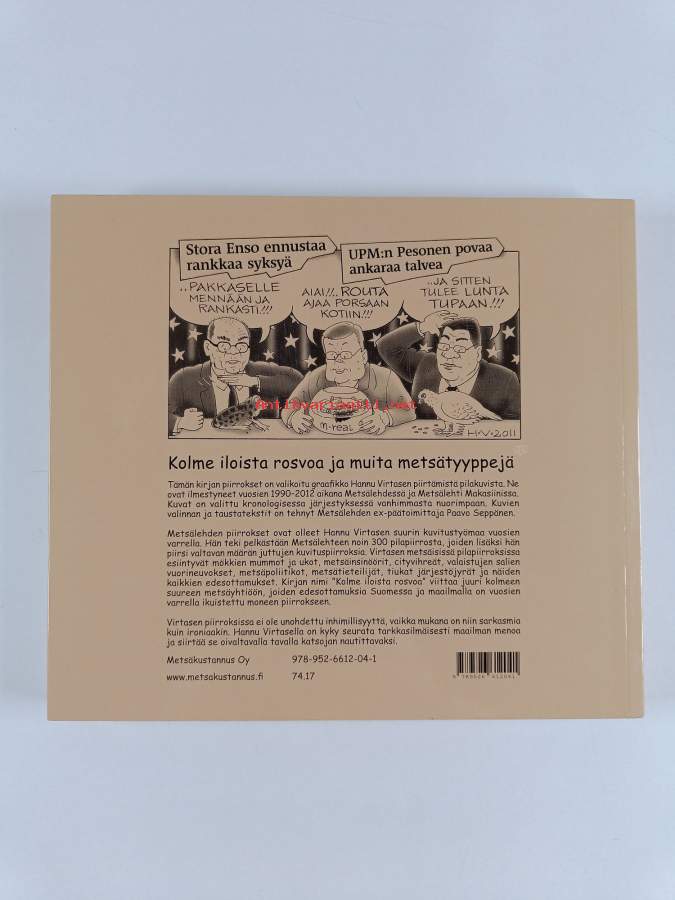 Stora Enso ennustaa
rankkaa syksyä
UPM:n Pesonen povaa
ankaraa talvea
..PAKKASELLE
MENNÄÄN JA
RANKASTI!!!
AIAI!!..ROUTA
AJAA PORSAAN
KOTIIN!!!
..JA SITTEN
TULEE LUNTA
TUPAAN!!!
Antikvariaatti.net
m-real
H.V.2011
Kolme iloista rosvoa ja muita metsätyyppejä
Tämän kirjan piirrokset on valikoitu graafikko Hannu Virtasen piirtämistä pilakuvista. Ne
ovat ilmestyneet vuosien 1990-2012 aikana Metsälehdessä ja Metsälehti Makasiinissa.
Kuvat on valittu kronologisessa järjestyksessä vanhimmasta nuorimpaan. Kuvien
valinnan ja taustatekstit on tehnyt Metsälehden ex-päätoimittaja Paavo Seppänen.
Metsälehden piirrokset ovat olleet Hannu Virtasen suurin kuvitustyömaa vuosien
varrella. Hän teki pelkästään Metsälehteen noin 300 pilapiirrosta, joiden lisäksi hän
piirsi valtavan määrän juttujen kuvituspiirroksia. Virtasen metsäisissä pilapiirroksissa
esiintyvät mökkien mummot ja ukot, metsäinsinöörit, cityvihreät, valaistujen salien
vuorineuvokset, metsäpoliitikot, metsätieteilijät, tiukat järjestöjyrät ja näiden
kaikkien edesottamukset. Kirjan nimi "Kolme iloista rosvoa" viittaa juuri kolmeen
suureen metsäyhtiöön, joiden edesottamuksia Suomessa ja maailmalla on vuosien
varrella ikuistettu moneen piirrokseen.
Virtasen piirroksissa ei ole unohdettu inhimillisyyttä, vaikka mukana on niin sarkasmia
kuin ironiaakin. Hannu Virtasella on kyky seurata tarkkasilmäisesti maailman menoa
ja siirtää se oivaltavalla tavalla katsojan nautittavaksi.
Metsäkustannus Oy 978-952-6612-04-1
www.metsakustannus.fi 74.17
9 789526 612041